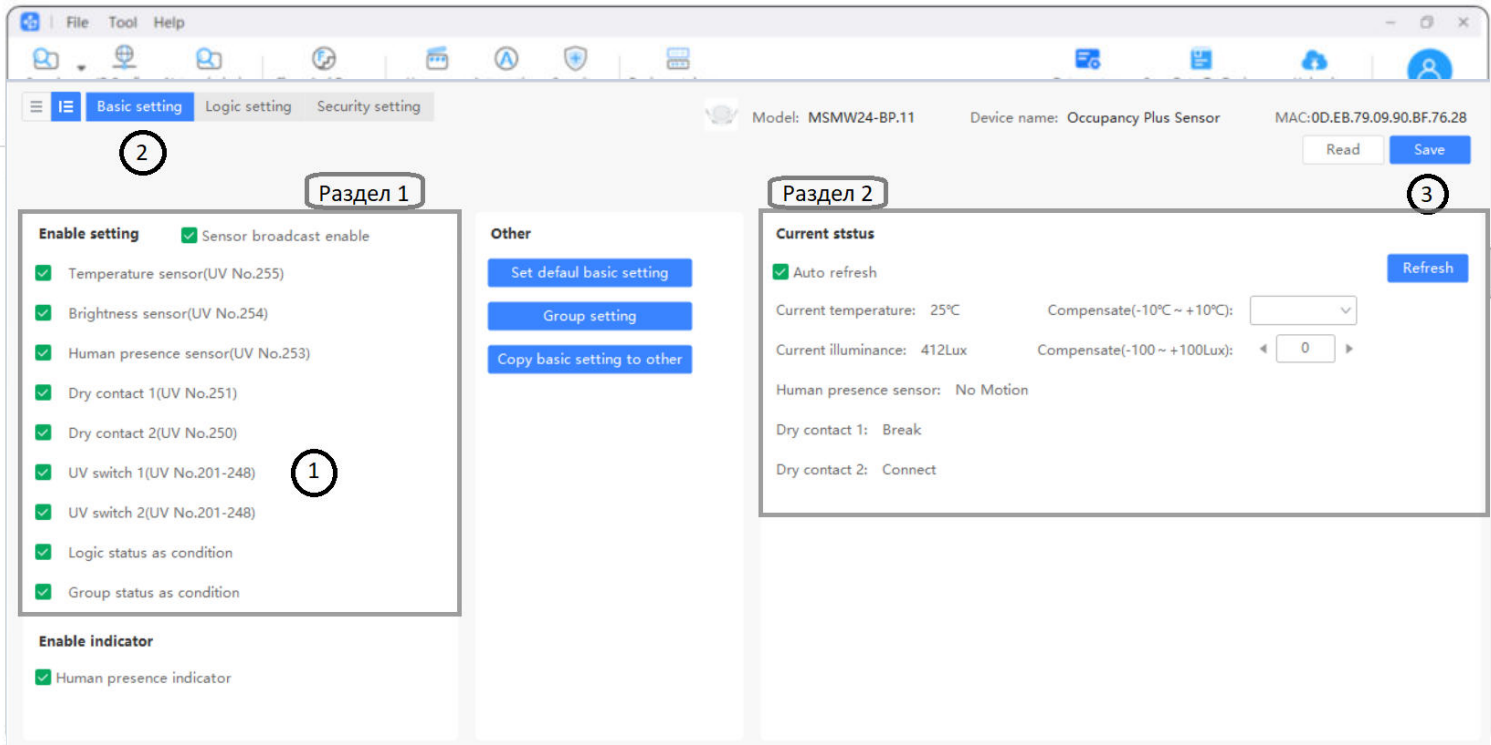 File Tool Help
Basic setting Logic setting Security setting
Model: MSMW24-BP.11 Device name: Occupancy Plus Sensor MAC:0D.EB.79.09.90.BF.76.28
2
Read Save
Раздел 1 Раздел 2 3
Enable setting Sensor broadcast enable
Temperature sensor(UV No.255)
Brightness sensor(UV No.254)
Human presence sensor(UV No.253)
Dry contact 1(UV No.251)
Dry contact 2(UV No.250)
UV switch 1(UV No.201-248) 1
UV switch 2(UV No.201-248)
Logic status as condition
Group status as condition
Enable indicator
Human presence indicator
Other
Set defaul basic setting
Group setting
Copy basic setting to other
Current ststus
Auto refresh Refresh
Current temperature: 25℃ Compensate(-10℃ ~ +10℃):
Current illuminance: 412Lux Compensate(-100 ~ +100Lux): 0
Human presence sensor: No Motion
Dry contact 1: Break
Dry contact 2: Connect